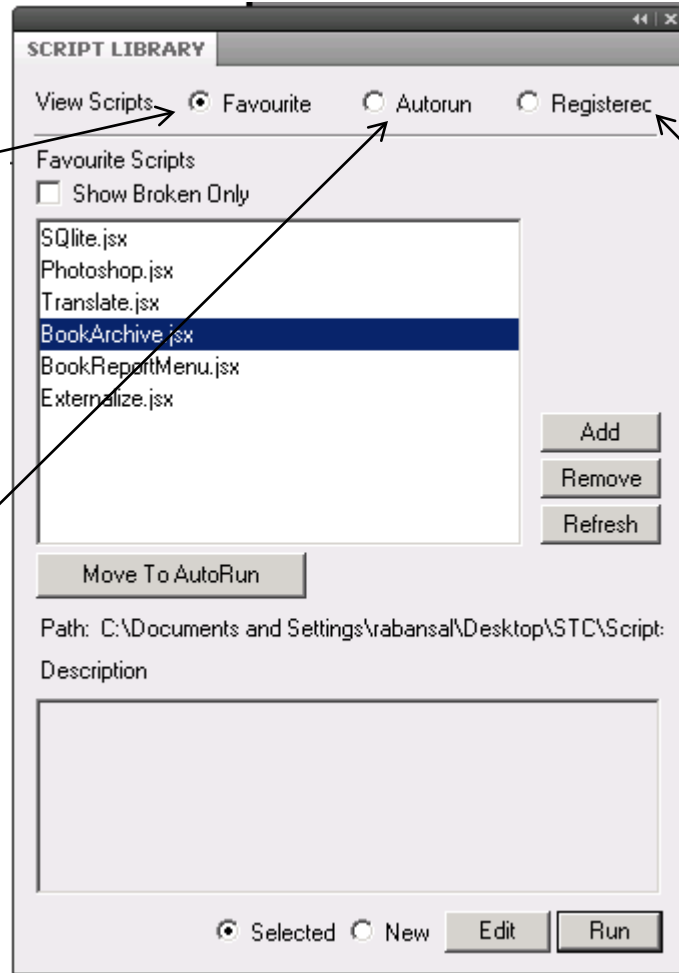 SCRIPT LIBRARY
View Scripts Favourite Autorun Registered
Favourite Scripts
Show Broken Only
SQlite.jsx
Photoshop.jsx
Translate.jsx
BookArchive.jsx
BookReportMenu.jsx
Externalize.jsx
Add
Remove
Refresh
Move To AutoRun
Path: C:\Documents and Settings\rabansal\Desktop\STC\Script:
Description
Selected New Edit Run